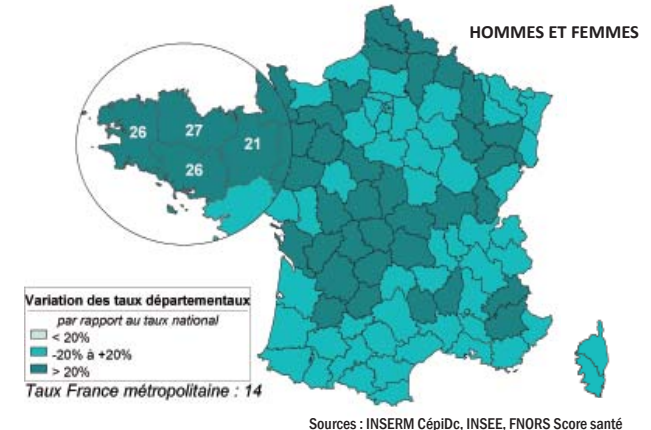 HOMMES ET FEMMES
26
27
21
26
Variation des taux départementaux
par rapport au taux national
< 20%
-20% à +20%
> 20%
Taux France métropolitaine : 14
Sources : INSERM CépiDc, INSEE, FNORS Score santé